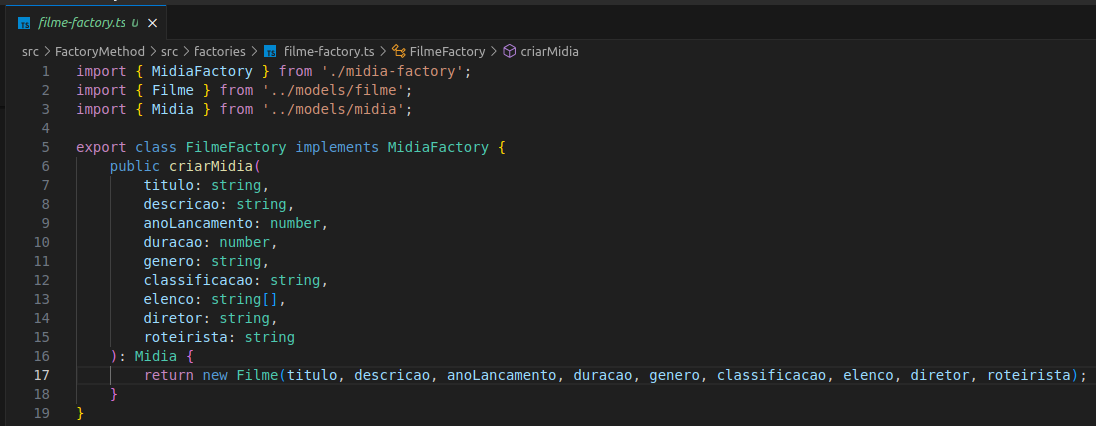 filme-factory.ts U
src > FactoryMethod > src > factories > TS filme-factory.ts > FilmeFactory > criarMidia
1 import { MidiaFactory } from './midia-factory';
2 import { Filme } from '../models/filme';
3 import { Midia } from '../models/midia';
4
5 export class FilmeFactory implements MidiaFactory {
6     public criarMidia(
7         titulo: string,
8         descricao: string,
9         anoLancamento: number,
10         duracao: number,
11         genero: string,
12         classificacao: string,
13         elenco: string[],
14         diretor: string,
15         roteirista: string
16     ): Midia {
17         return new Filme(titulo, descricao, anoLancamento, duracao, genero, classificacao, elenco, diretor, roteirista);
18     }
19 }